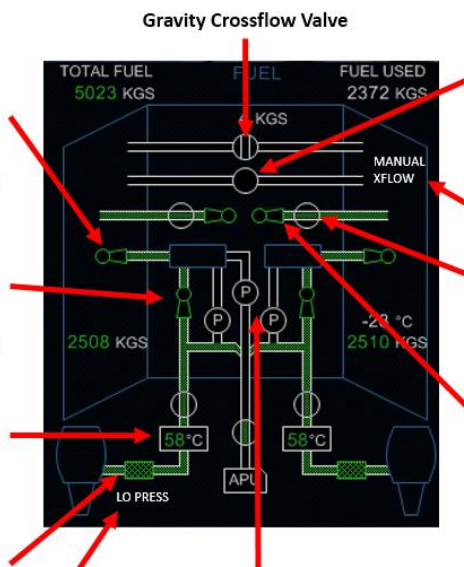 Gravity Crossflow Valve
TOTAL FUEL
FUEL
FUEL USED
5023 KGS
2372 KGS
KGS
MANUAL
XFLOW
P
P
P
-23 °C
2508 KGS
2510 KGS
58°C
58°C
LO PRESS
APU